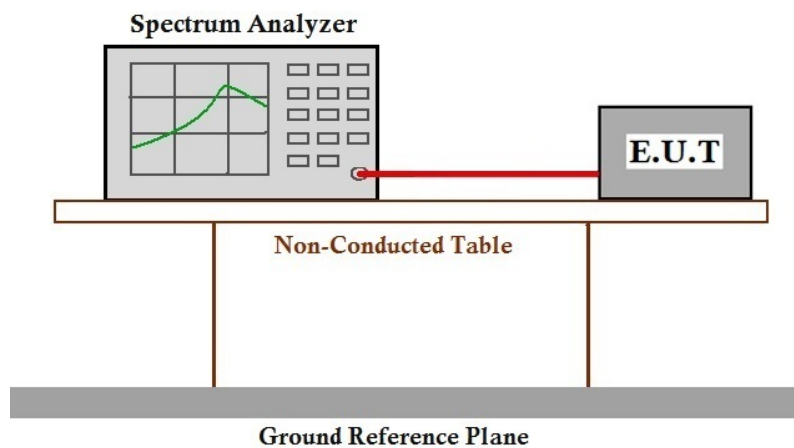 Spectrum Analyzer
E.U.T
Non-Conducted Table
Ground Reference Plane